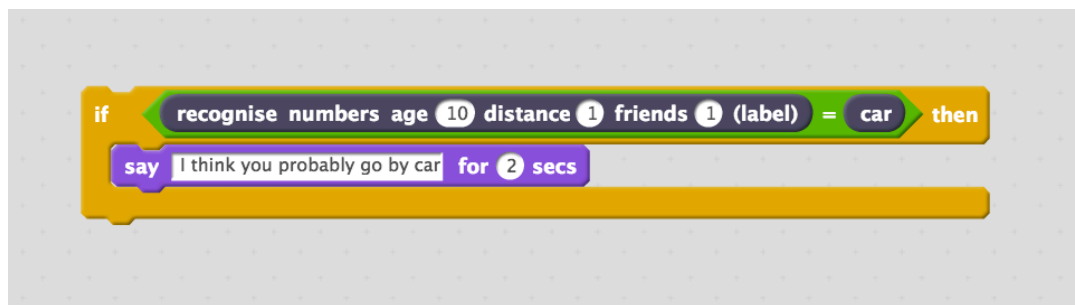 if recognise numbers age 10 distance 1 friends 1 (label) = car then
say I think you probably go by car for 2 secs